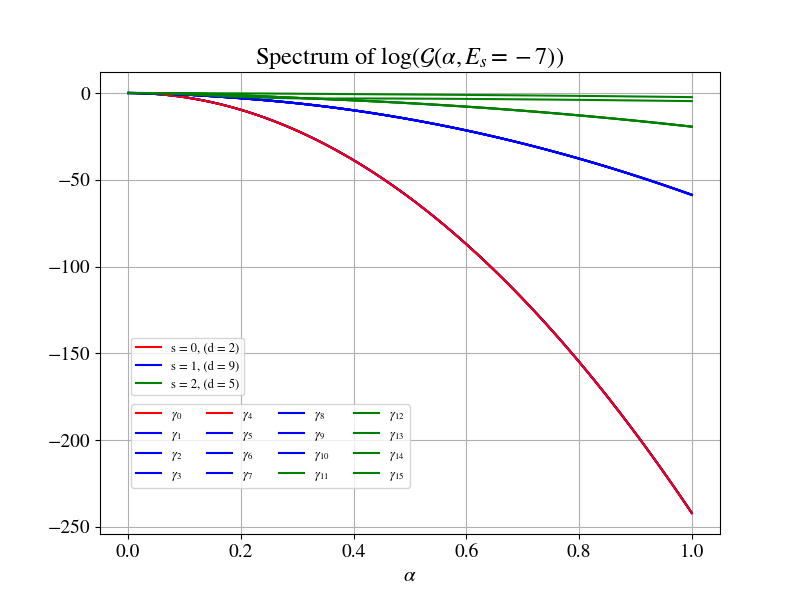 Spectrum of log(𝒢(α, E_s = −7))
0
−50
−100
−150
−200
−250
s = 0, (d = 2)
s = 1, (d = 9)
s = 2, (d = 5)
γ₀ γ₄ γ₈ γ₁₂
γ₁ γ₅ γ₉ γ₁₃
γ₂ γ₆ γ₁₀ γ₁₄
γ₃ γ₇ γ₁₁ γ₁₅
0.0 0.2 0.4 0.6 0.8 1.0
α